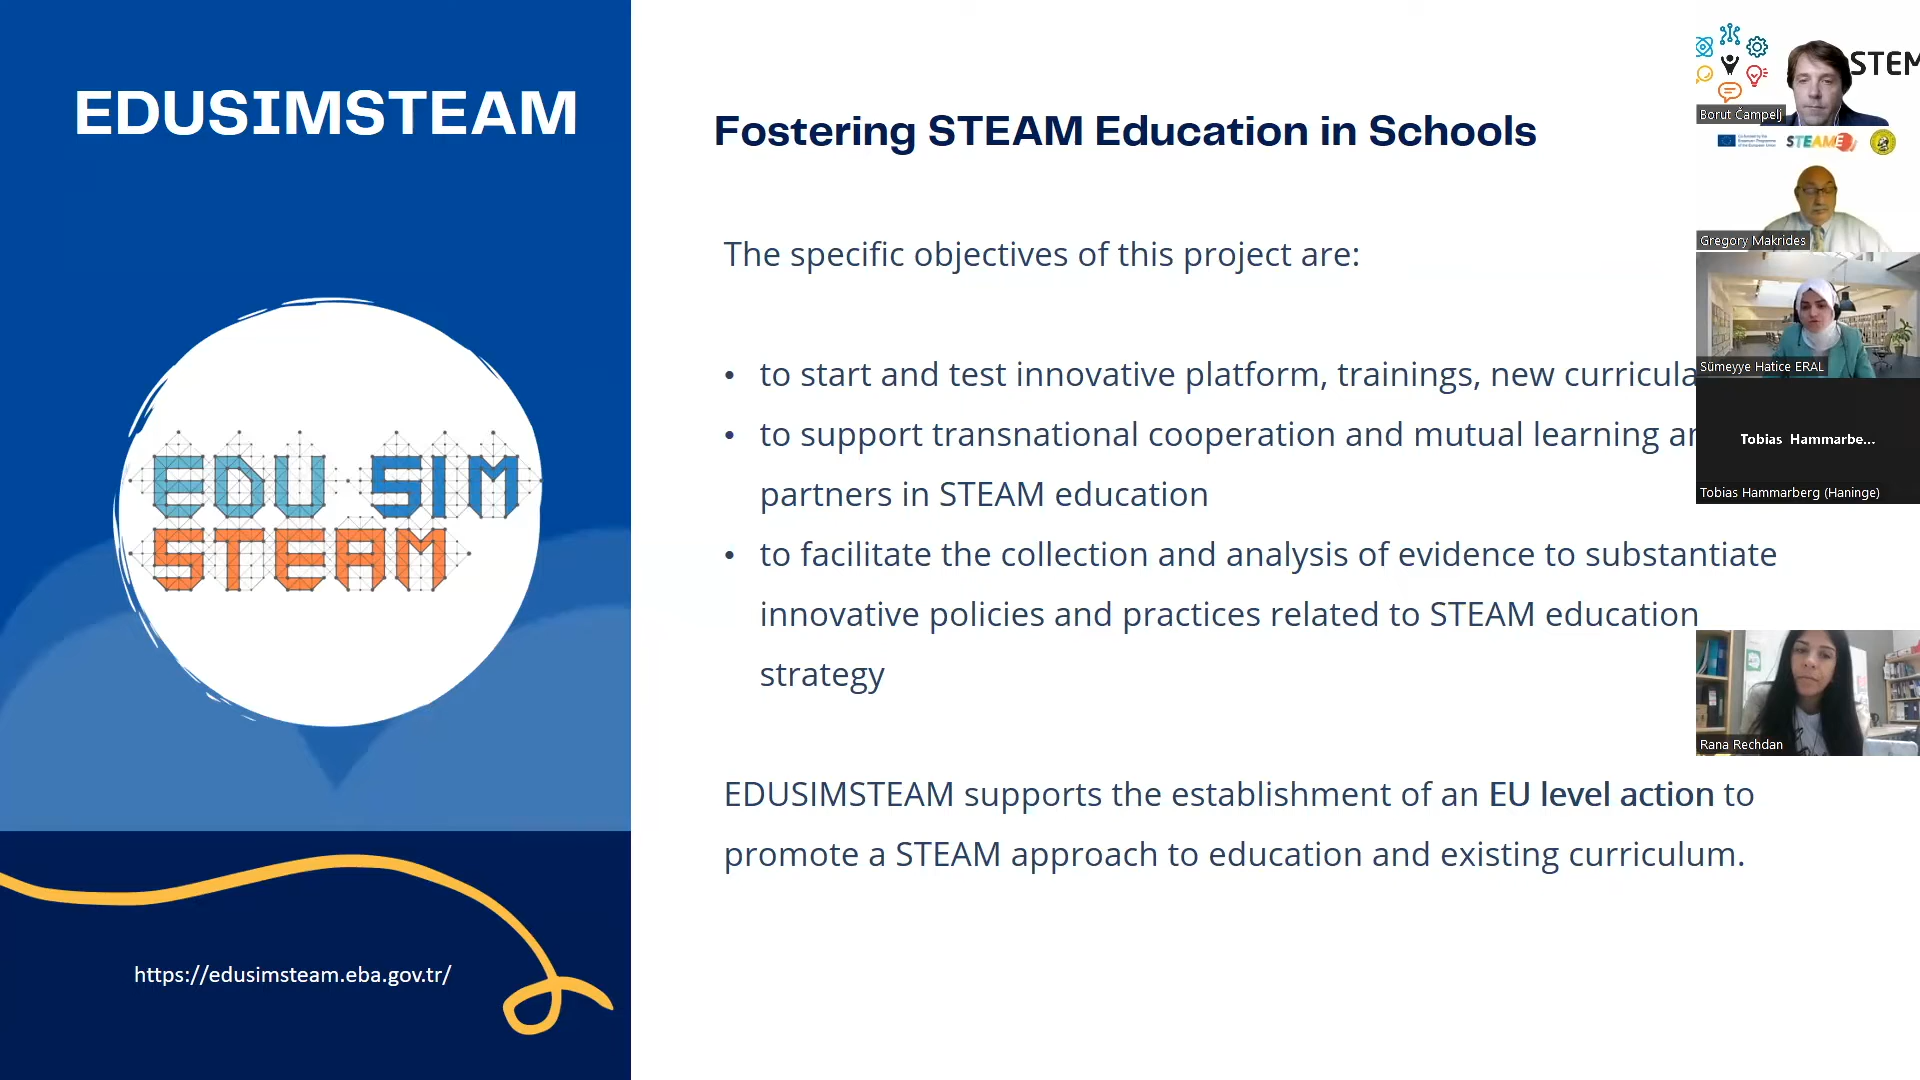 EDUSIMSTEAM
EDU SIM
STEAM
https://edusimsteam.eba.gov.tr/
Fostering STEAM Education in Schools
The specific objectives of this project are:
• to start and test innovative platform, trainings, new curricula
• to support transnational cooperation and mutual learning
partners in STEAM education
• to facilitate the collection and analysis of evidence to substantiate
innovative policies and practices related to STEAM education
strategy
EDUSIMSTEAM supports the establishment of an EU level action to
promote a STEAM approach to education and existing curriculum.
STEM
Borut Čampelj
STEAME
Gregory Makrides
Sümeyye Hatice ERAL
Tobias Hammarbe...
Tobias Hammarberg (Haninge)
Rana Rechdan